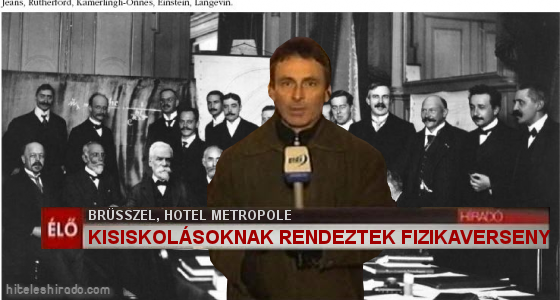 Jeans, Rutherford, Kamerlingh-Onnes, Einstein, Langevin.
ÉLŐ
BRÜSSZEL, HOTEL METROPOLE
HÍRADÓ
KISISKOLÁSOKNAK RENDEZTEK FIZIKAVERSENY
hiteleshirado.com